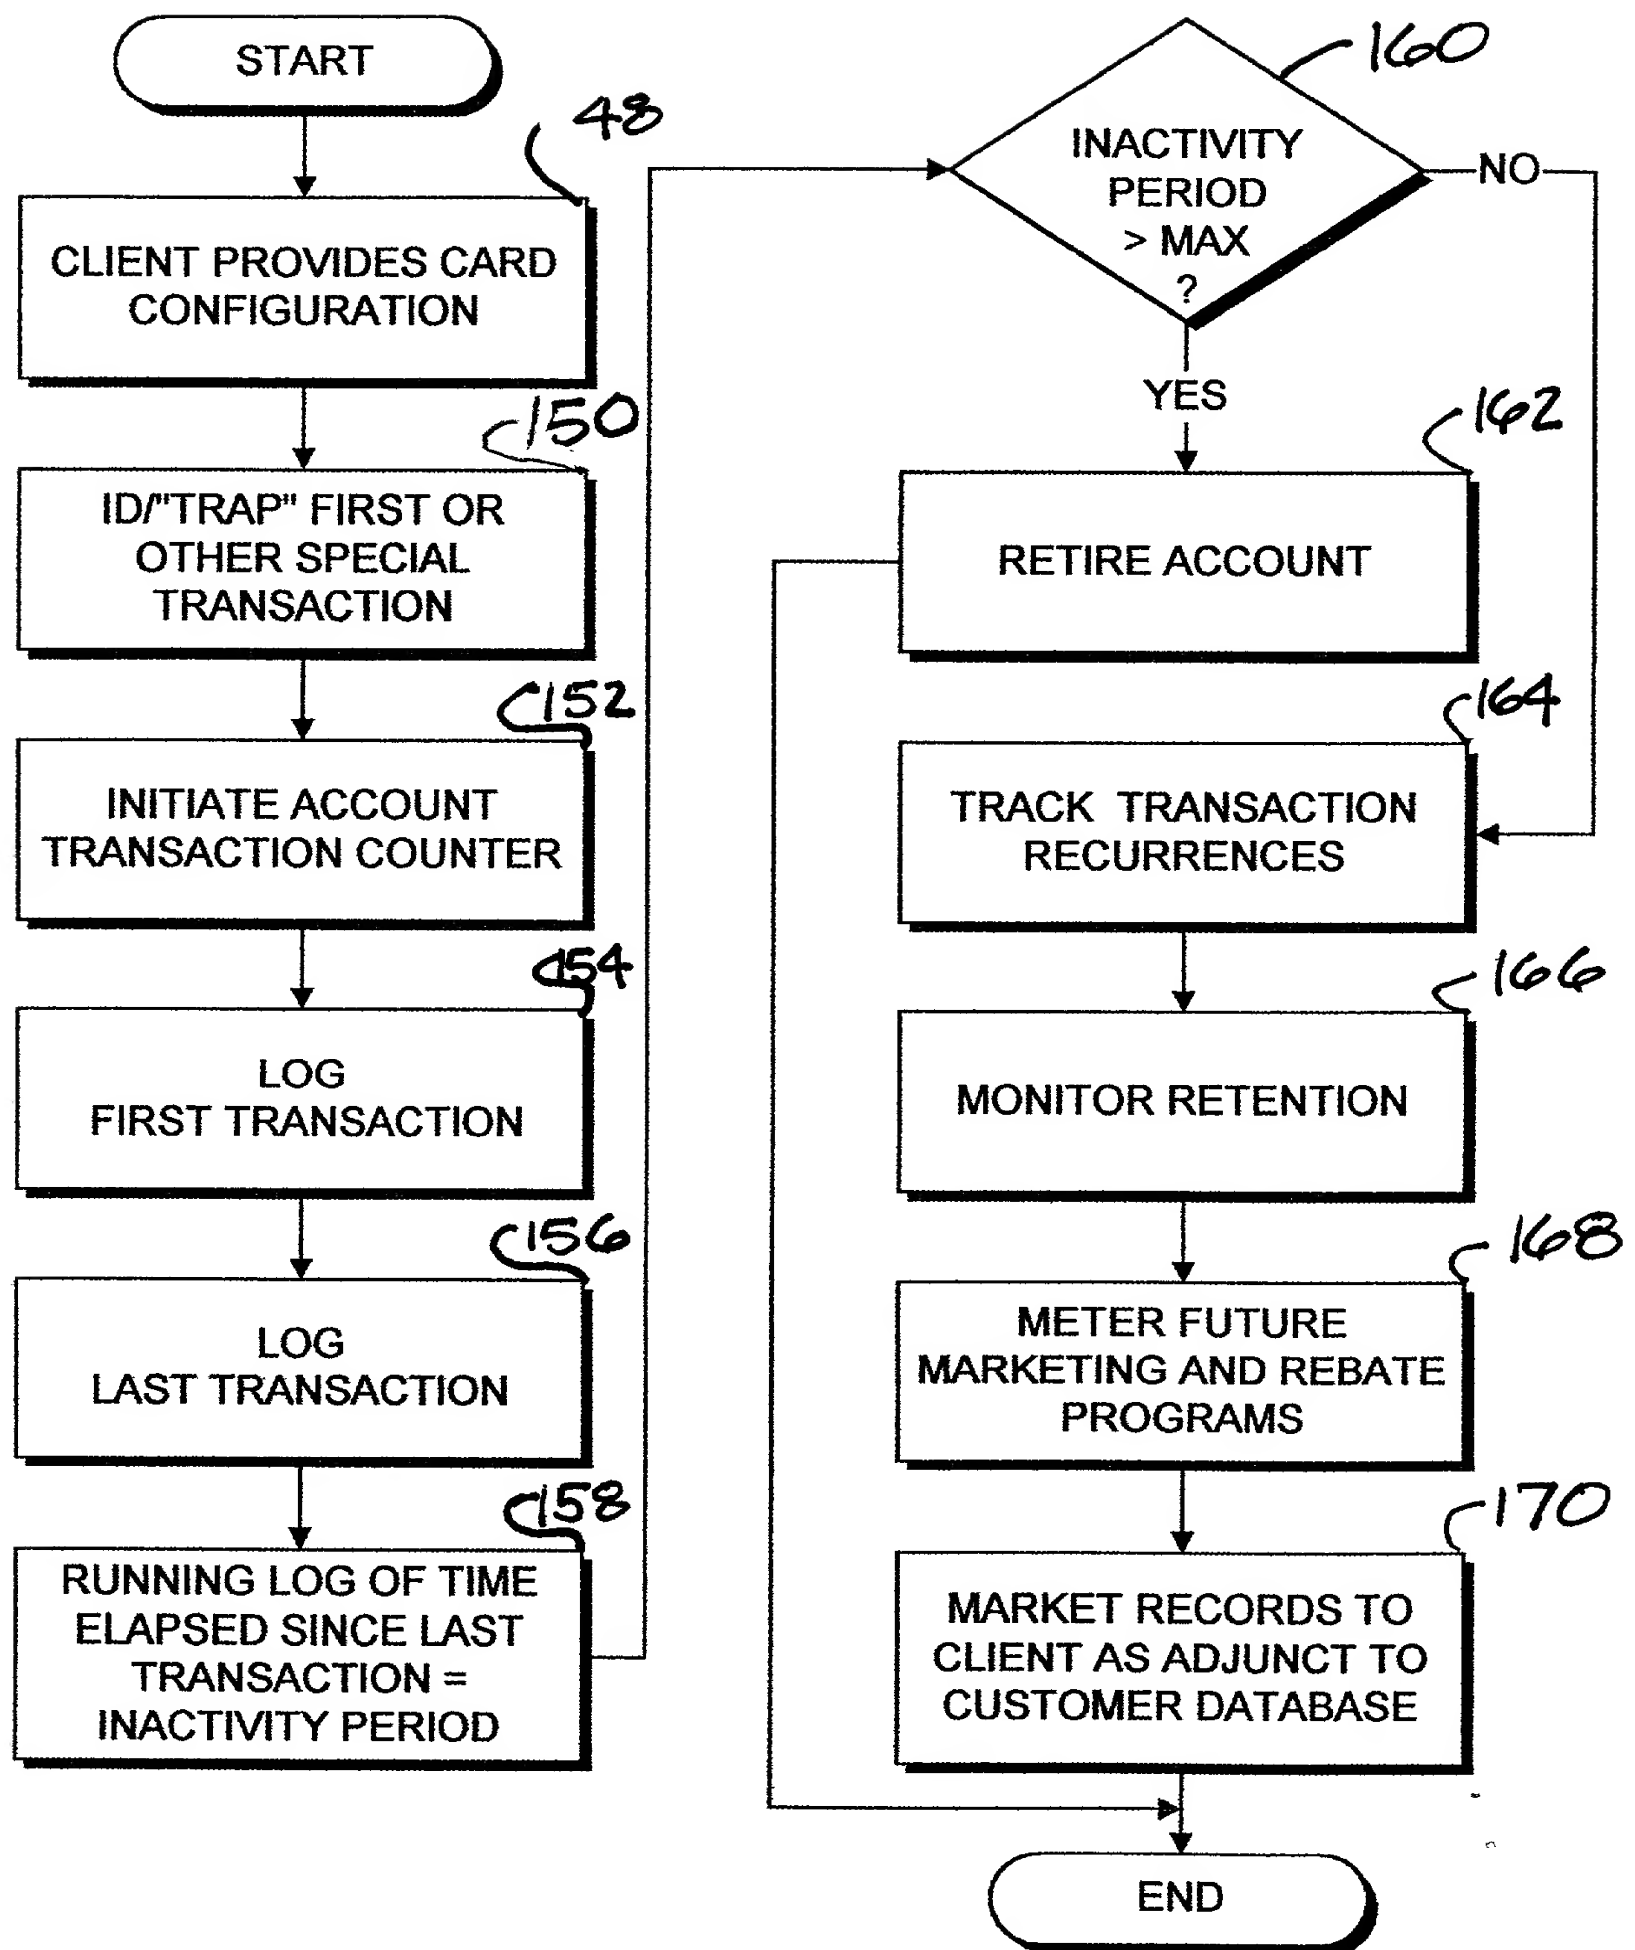 START
48
CLIENT PROVIDES CARD
CONFIGURATION
150
ID/"TRAP" FIRST OR
OTHER SPECIAL
TRANSACTION
152
INITIATE ACCOUNT
TRANSACTION COUNTER
154
LOG
FIRST TRANSACTION
156
LOG
LAST TRANSACTION
158
RUNNING LOG OF TIME
ELAPSED SINCE LAST
TRANSACTION =
INACTIVITY PERIOD
160
INACTIVITY
PERIOD
> MAX
?
NO
YES
162
RETIRE ACCOUNT
164
TRACK TRANSACTION
RECURRENCES
166
MONITOR RETENTION
168
METER FUTURE
MARKETING AND REBATE
PROGRAMS
170
MARKET RECORDS TO
CLIENT AS ADJUNCT TO
CUSTOMER DATABASE
END